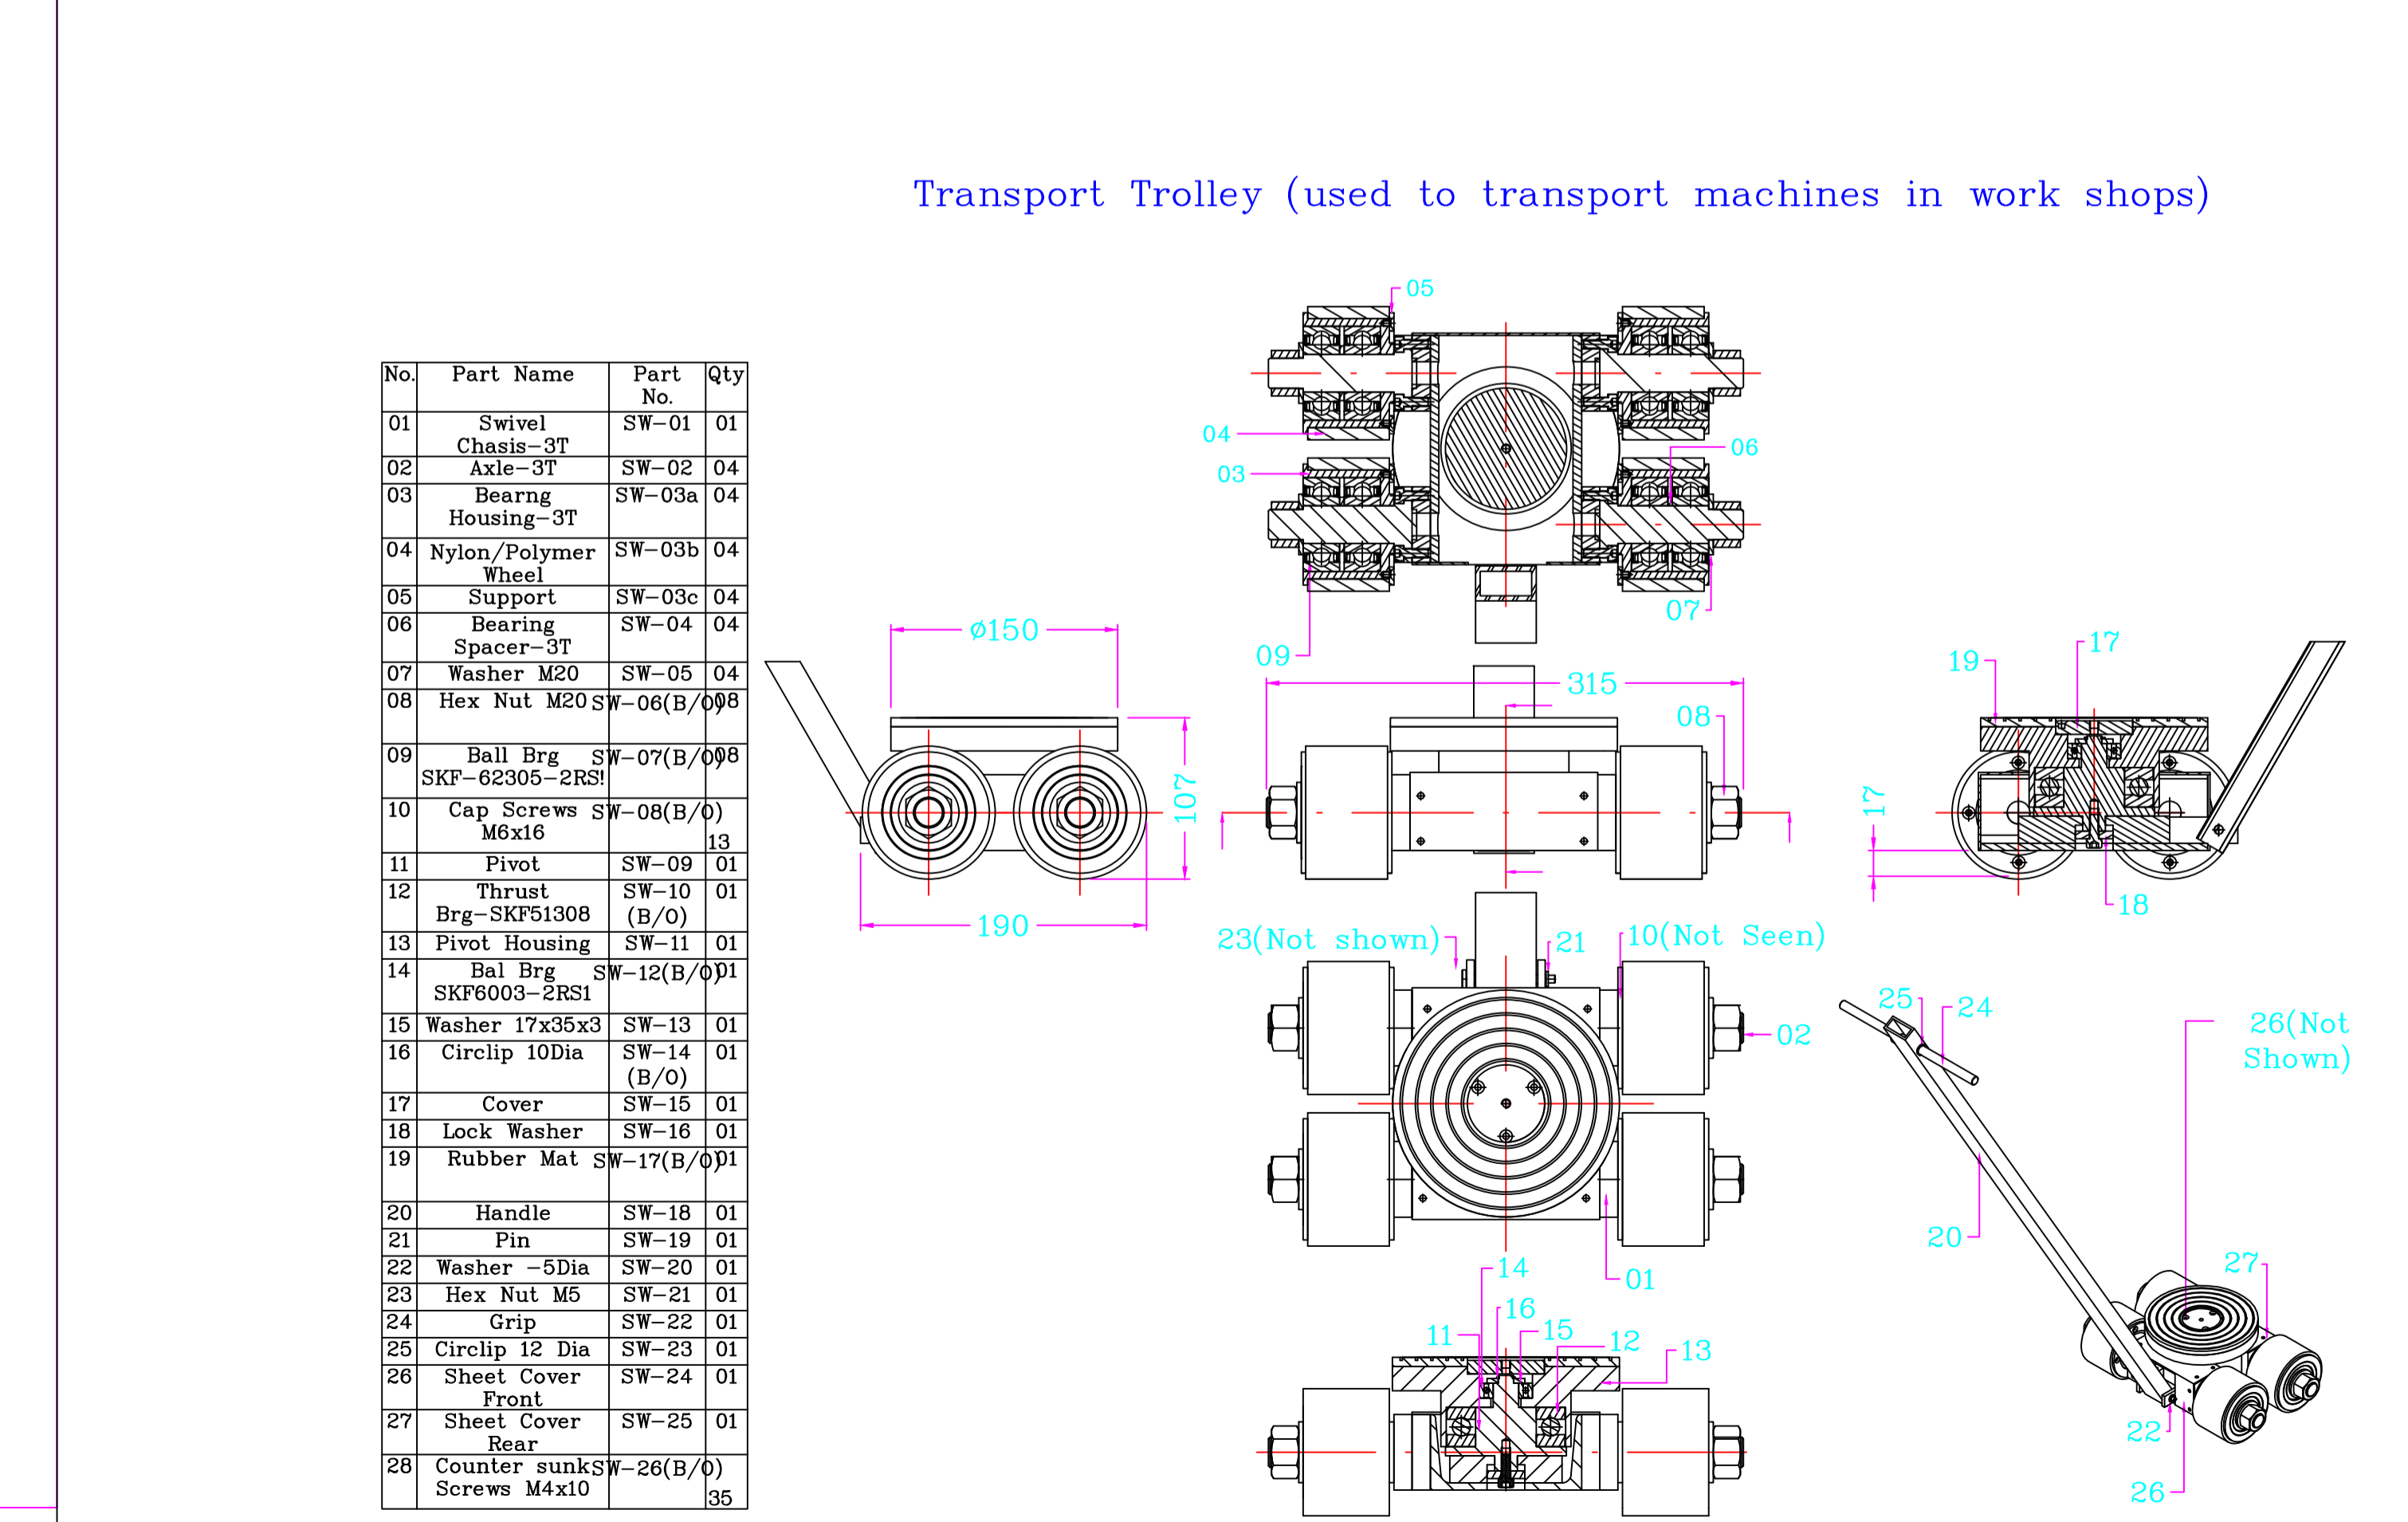 Transport Trolley (used to transport machines in work shops)
No. Part Name Part No. Qty
01 Swivel Chasis-3T SW-01 01
02 Axle-3T SW-02 04
03 Bearng Housing-3T SW-03a 04
04 Nylon/Polymer Wheel SW-03b 04
05 Support SW-03c 04
06 Bearing Spacer-3T SW-04 04
07 Washer M20 SW-05 04
08 Hex Nut M20 SW-06(B/O) 08
09 Ball Brg SKF-62305-2RS! SW-07(B/O) 08
10 Cap Screws M6x16 SW-08(B/O) 13
11 Pivot SW-09 01
12 Thrust Brg-SKF51308 SW-10 (B/O) 01
13 Pivot Housing SW-11 01
14 Bal Brg SKF6003-2RS1 SW-12(B/O) 01
15 Washer 17x35x3 SW-13 01
16 Circlip 10Dia SW-14 (B/O) 01
17 Cover SW-15 01
18 Lock Washer SW-16 01
19 Rubber Mat SW-17(B/O) 01
20 Handle SW-18 01
21 Pin SW-19 01
22 Washer -5Dia SW-20 01
23 Hex Nut M5 SW-21 01
24 Grip SW-22 01
25 Circlip 12 Dia SW-23 01
26 Sheet Cover Front SW-24 01
27 Sheet Cover Rear SW-25 01
28 Counter sunk Screws M4x10 SW-26(B/O) 35
05
04
03
06
07
09
ø150
107
190
315
08
19
17
17
18
23(Not shown)
21
10(Not Seen)
02
01
14
16
11
15
12
13
25
24
26(Not
Shown)
20
27
22
26